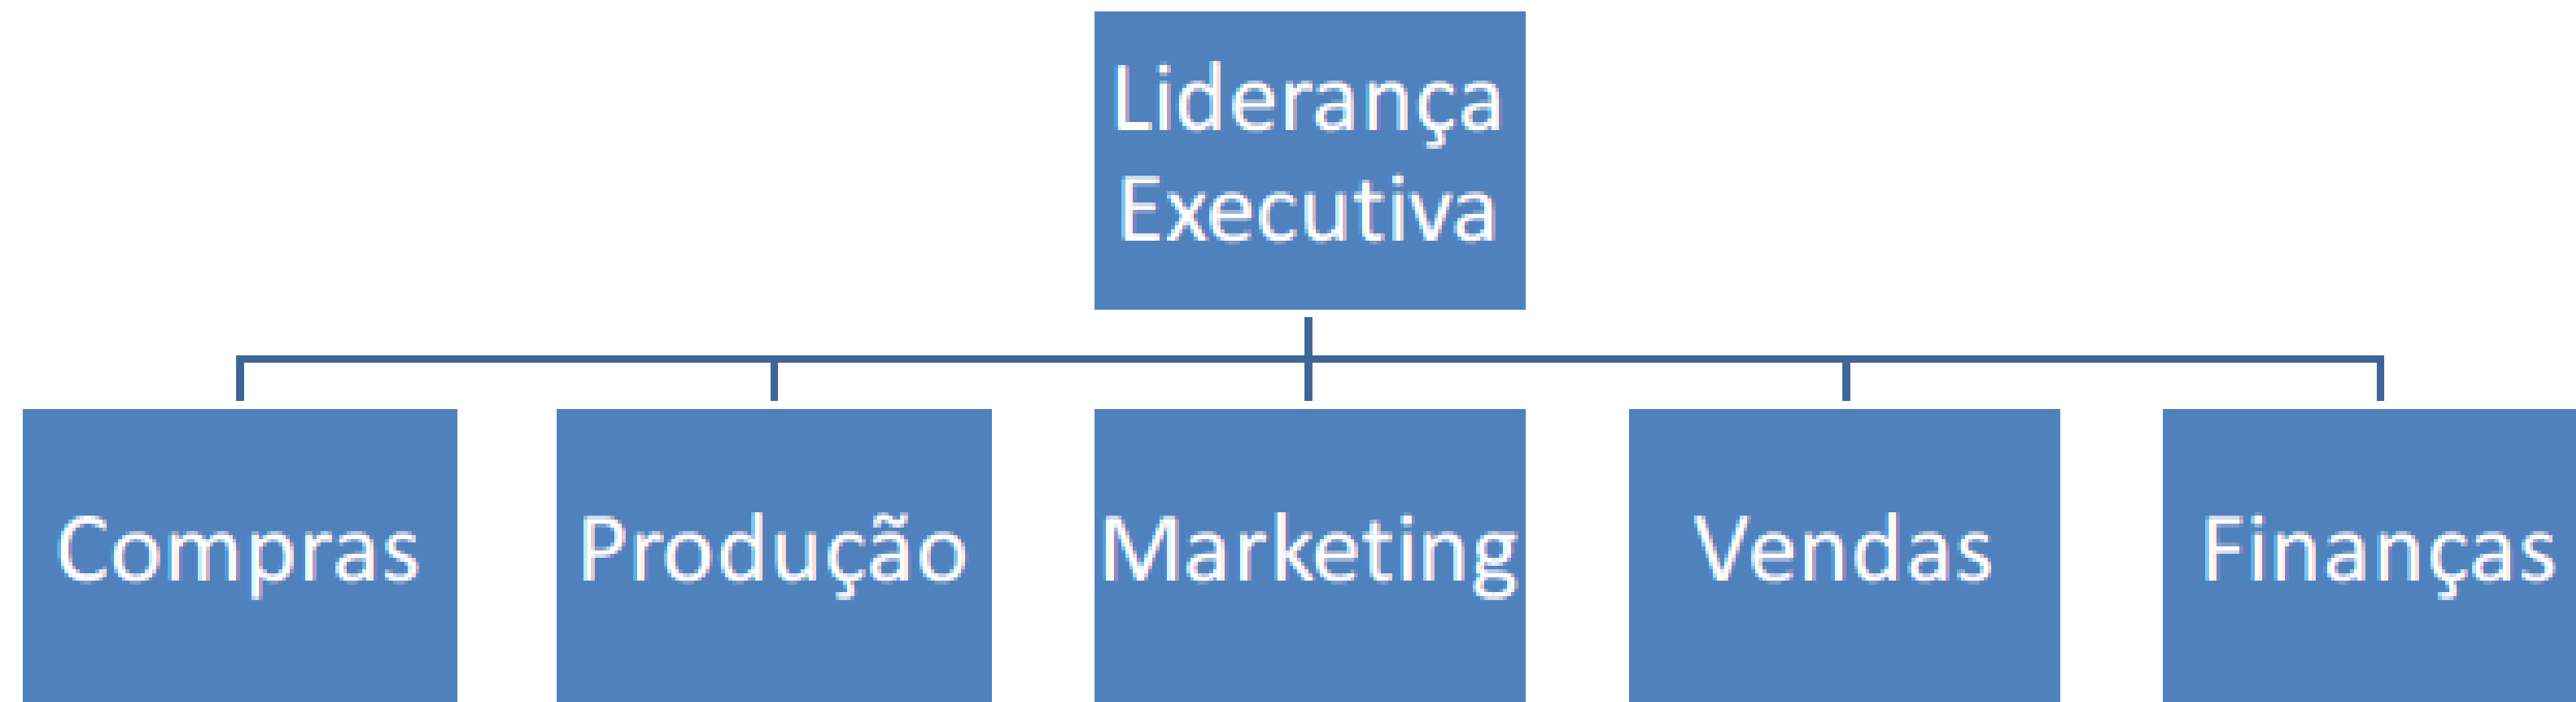 Liderança
Executiva
Compras
Produção
Marketing
Vendas
Finanças